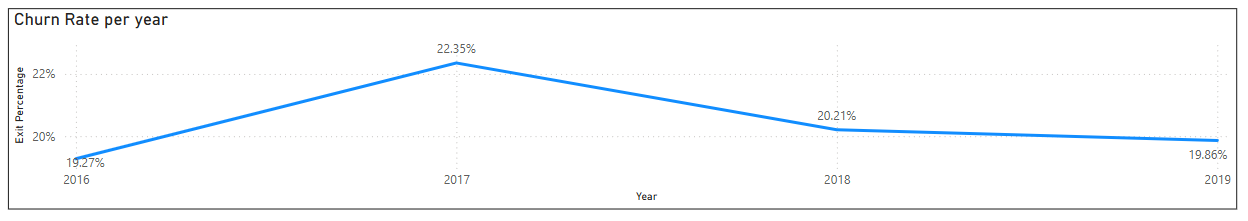 Churn Rate per year
22.35%
22%
Exit Percentage
20.21%
20%
19.27%
19.86%
2016 2017 2018 2019
Year